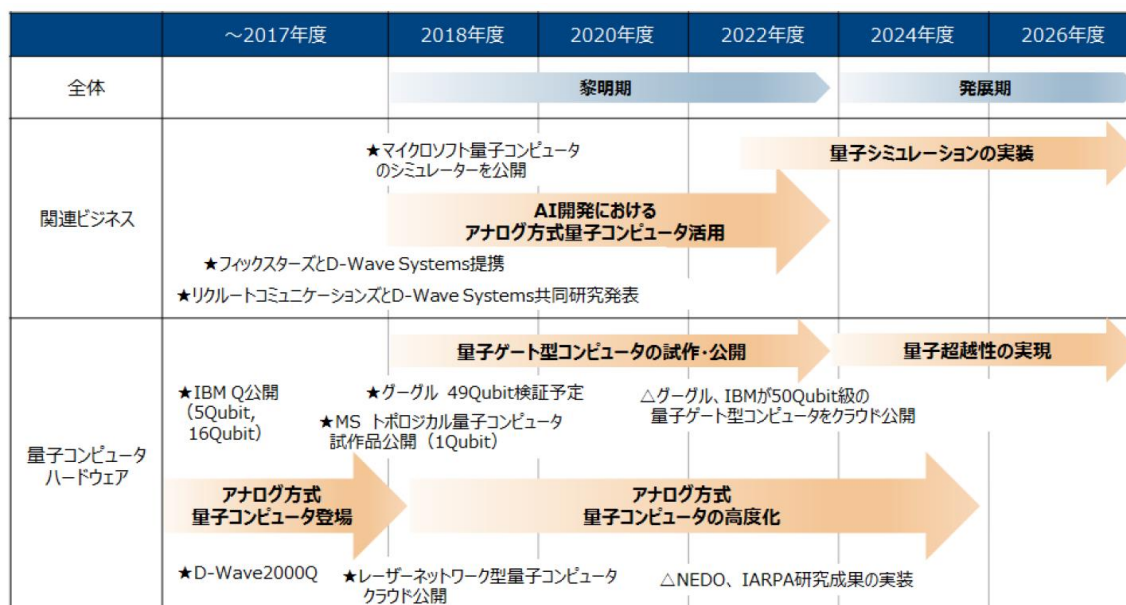 ～2017年度
2018年度
2020年度
2022年度
2024年度
2026年度
全体
黎明期
発展期
関連ビジネス
★マイクロソフト量子コンピュータ
のシミュレーターを公開
量子シミュレーションの実装
AI開発における
アナログ方式量子コンピュータ活用
★フィックスターズとD-Wave Systems提携
★リクルートコミュニケーションズとD-Wave Systems共同研究発表
量子コンピュータ
ハードウェア
量子ゲート型コンピュータの試作・公開
量子超越性の実現
★IBM Q公開
（5Qubit,
16Qubit）
★グーグル 49Qubit検証予定
★MS トポロジカル量子コンピュータ
試作品公開（1Qubit）
△グーグル、IBMが50Qubit級の
量子ゲート型コンピュータをクラウド公開
アナログ方式
量子コンピュータ登場
アナログ方式
量子コンピュータの高度化
★D-Wave2000Q
★レーザーネットワーク型量子コンピュータ
クラウド公開
△NEDO、IARPA研究成果の実装